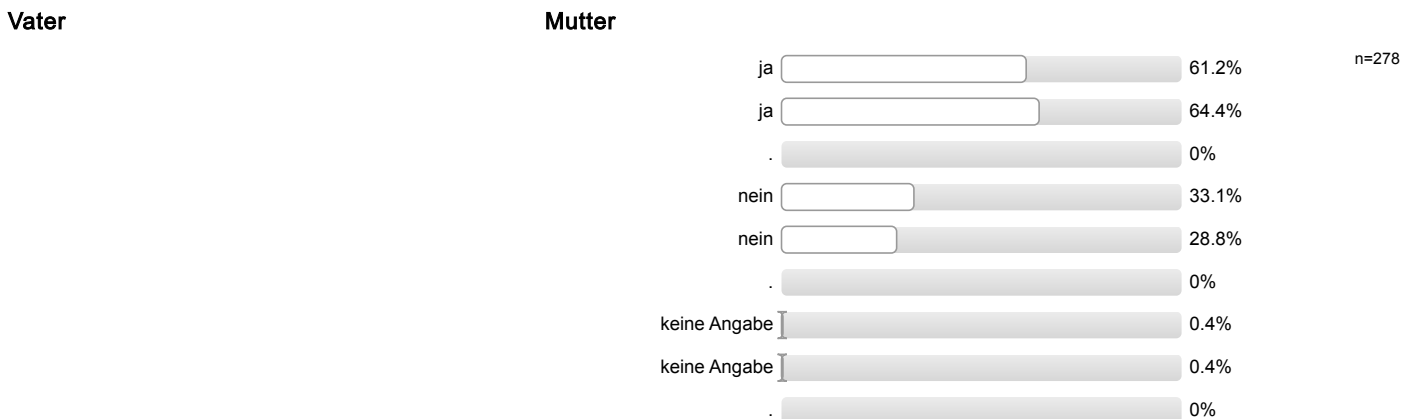 Vater Mutter
ja 61.2% n=278
ja 64.4%
. 0%
nein 33.1%
nein 28.8%
. 0%
keine Angabe 0.4%
keine Angabe 0.4%
. 0%